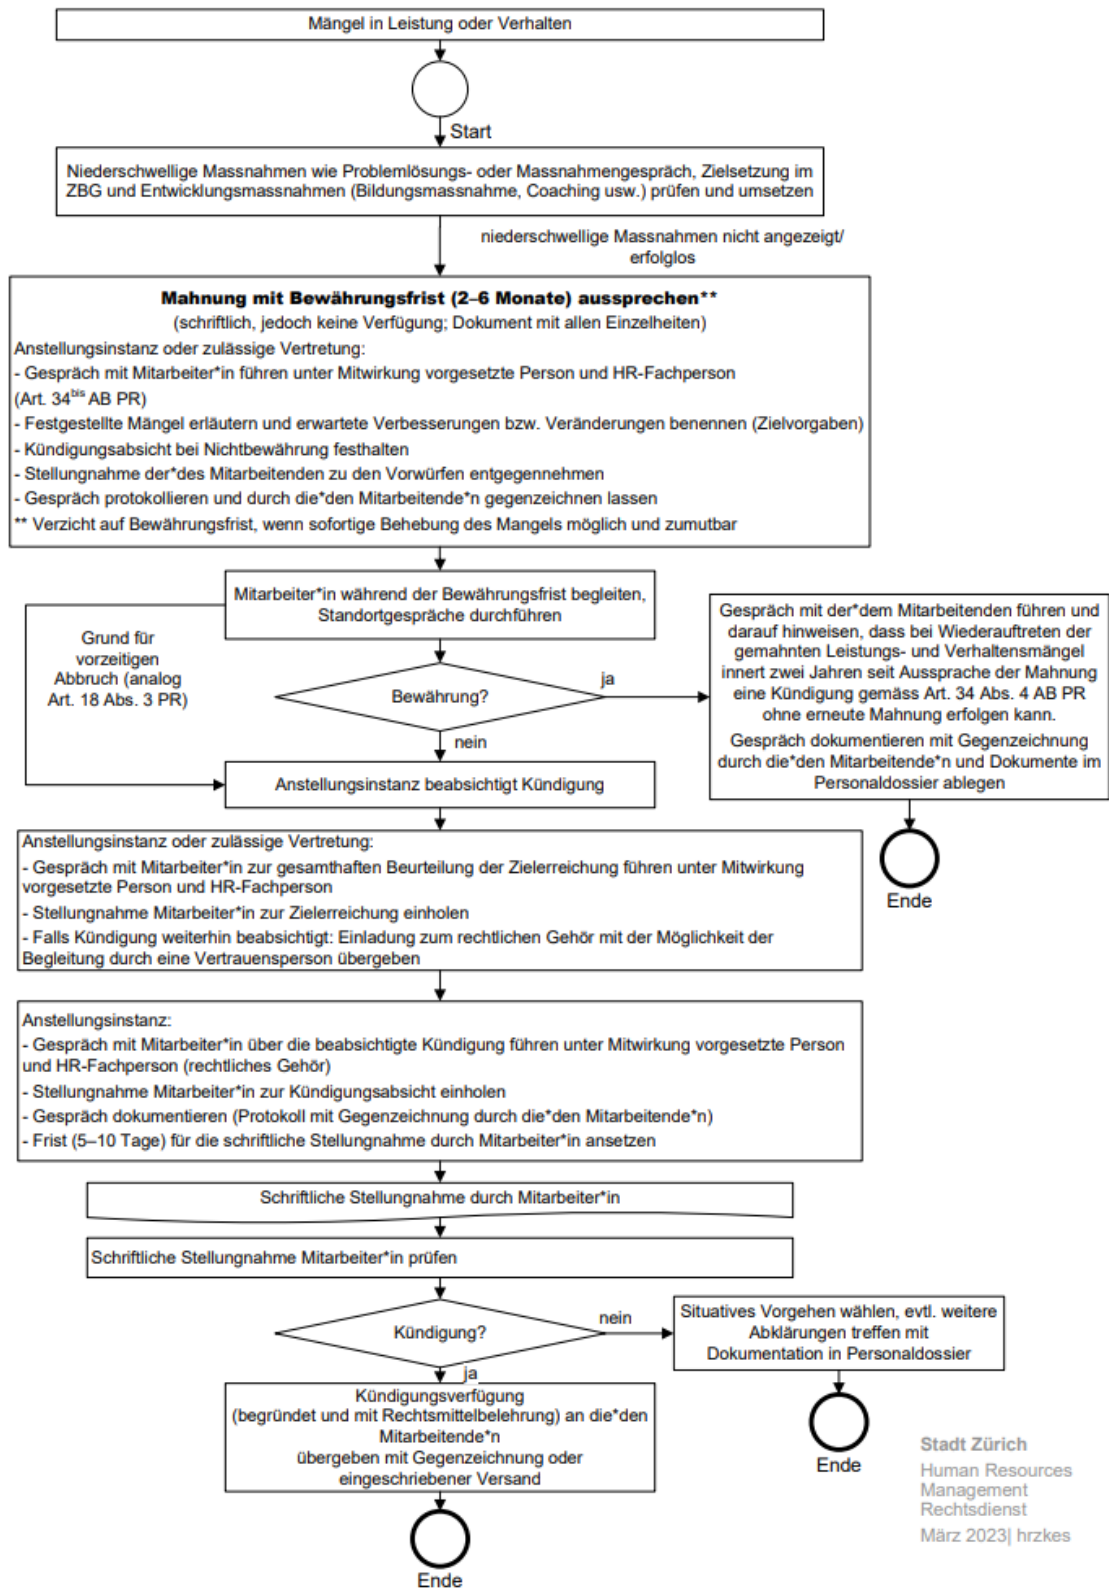 Mängel in Leistung oder Verhalten
Start
Niederschwellige Massnahmen wie Problemlösungs- oder Massnahmengespräch, Zielsetzung im
ZBG und Entwicklungsmassnahmen (Bildungsmassnahme, Coaching usw.) prüfen und umsetzen
niederschwellige Massnahmen nicht angezeigt/
erfolglos
Mahnung mit Bewährungsfrist (2–6 Monate) aussprechen**
(schriftlich, jedoch keine Verfügung; Dokument mit allen Einzelheiten)
Anstellungsinstanz oder zulässige Vertretung:
- Gespräch mit Mitarbeiter*in führen unter Mitwirkung vorgesetzte Person und HR-Fachperson
(Art. 34bis AB PR)
- Festgestellte Mängel erläutern und erwartete Verbesserungen bzw. Veränderungen benennen (Zielvorgaben)
- Kündigungsabsicht bei Nichtbewährung festhalten
- Stellungnahme der*des Mitarbeitenden zu den Vorwürfen entgegennehmen
- Gespräch protokollieren und durch die*den Mitarbeitende*n gegenzeichnen lassen
** Verzicht auf Bewährungsfrist, wenn sofortige Behebung des Mangels möglich und zumutbar
Mitarbeiter*in während der Bewährungsfrist begleiten,
Standortgespräche durchführen
Grund für
vorzeitigen
Abbruch (analog
Art. 18 Abs. 3 PR)
Bewährung?
ja
nein
Gespräch mit der*dem Mitarbeitenden führen und
darauf hinweisen, dass bei Wiederauftreten der
gemahnten Leistungs- und Verhaltensmängel
innert zwei Jahren seit Aussprache der Mahnung
eine Kündigung gemäss Art. 34 Abs. 4 AB PR
ohne erneute Mahnung erfolgen kann.
Gespräch dokumentieren mit Gegenzeichnung
durch die*den Mitarbeitende*n und Dokumente im
Personaldossier ablegen
Ende
Anstellungsinstanz beabsichtigt Kündigung
Anstellungsinstanz oder zulässige Vertretung:
- Gespräch mit Mitarbeiter*in zur gesamthaften Beurteilung der Zielerreichung führen unter Mitwirkung
vorgesetzte Person und HR-Fachperson
- Stellungnahme Mitarbeiter*in zur Zielerreichung einholen
- Falls Kündigung weiterhin beabsichtigt: Einladung zum rechtlichen Gehör mit der Möglichkeit der
Begleitung durch eine Vertrauensperson übergeben
Anstellungsinstanz:
- Gespräch mit Mitarbeiter*in über die beabsichtigte Kündigung führen unter Mitwirkung vorgesetzte Person
und HR-Fachperson (rechtliches Gehör)
- Stellungnahme Mitarbeiter*in zur Kündigungsabsicht einholen
- Gespräch dokumentieren (Protokoll mit Gegenzeichnung durch die*den Mitarbeitende*n)
- Frist (5–10 Tage) für die schriftliche Stellungnahme durch Mitarbeiter*in ansetzen
Schriftliche Stellungnahme durch Mitarbeiter*in
Schriftliche Stellungnahme Mitarbeiter*in prüfen
Kündigung?
nein
ja
Situatives Vorgehen wählen, evtl. weitere
Abklärungen treffen mit
Dokumentation in Personaldossier
Ende
Kündigungsverfügung
(begründet und mit Rechtsmittelbelehrung) an die*den
Mitarbeitende*n
übergeben mit Gegenzeichnung oder
eingeschriebener Versand
Ende
Stadt Zürich
Human Resources
Management
Rechtsdienst
März 2023| hrzkes